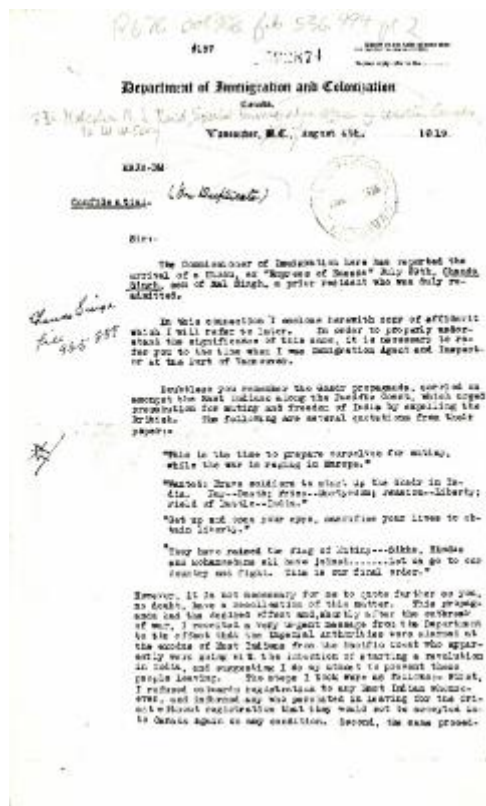 #157
Department of Immigration and Colonization
Canada.
Vancouver, B.C., August 4th, 1919.
Confidential.
(In Duplicate)
Sir:-
The Commissioner of Immigration here has reported the
arrival of a Hindu, ex "Empress of Russia" July 29th, Chanda
Singh, son of Mal Singh, a prior resident who was duly re-
admitted.
Chanda Singh
file
In this connection I enclose herewith copy of affidavit
which I will refer to later. In order to properly under-
stand the significance of this case, it is necessary to re-
fer you to the time when I was Immigration Agent and Inspect-
or at the Port of Vancouver.
Doubtless you remember the Ghadr propaganda, carried on
amongst the East Indians along the Pacific Coast, which urged
preparation for mutiny and freedom of India by expelling the
British. The following are several quotations from their
papers:
"This is the time to prepare ourselves for mutiny,
while the war is raging in Europe."
"Wanted: Brave soldiers to start up the Ghadr in In-
dia. Pay--Death; Prize--Martyrdom; Pension--Liberty;
Field of Battle--India."
"Get up and open your eyes, sacrifice your lives to ob-
tain liberty."
"They have raised the flag of Mutiny---Sikhs, Hindus
and Mohammedans all have joined.......Let us go to our
country and fight. This is our final order."
However, it is not necessary for me to quote further as you,
no doubt, have a recollection of this matter. This propag-
anda had the desired effect and, shortly after the outbreak
of war, I received a very urgent message from the Department
to the effect that the Imperial Authorities were alarmed at
the exodus of East Indians from the Pacific Coast who appar-
ently were going with the intention of starting a revolution
in India, and suggesting I do my utmost to prevent these
people leaving. The steps I took were as follows: First,
I refused outwards registration to any East Indian whomso-
ever, and informed any who persisted in leaving for the Ori-
ent without registration that they would not be accepted in-
to Canada again on any condition. Second, the same proced-